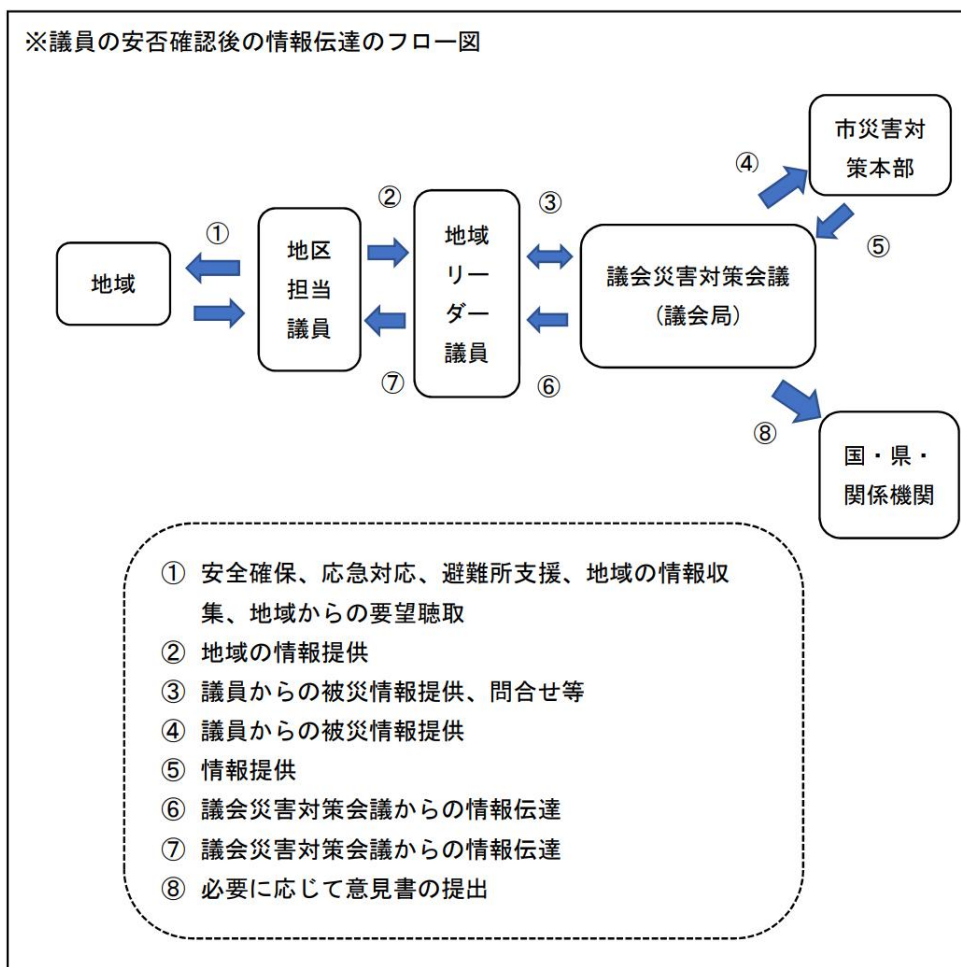 ※議員の安否確認後の情報伝達のフロー図
市災害対
策本部
④
②
③
⑤
①
地域
地区
担当
議員
地域
リー
ダー
議員
議会災害対策会議
(議会局)
⑦
⑥
⑧
国・県・
関係機関
① 安全確保、応急対応、避難所支援、地域の情報収
集、地域からの要望聴取
② 地域の情報提供
③ 議員からの被災情報提供、問合せ等
④ 議員からの被災情報提供
⑤ 情報提供
⑥ 議会災害対策会議からの情報伝達
⑦ 議会災害対策会議からの情報伝達
⑧ 必要に応じて意見書の提出